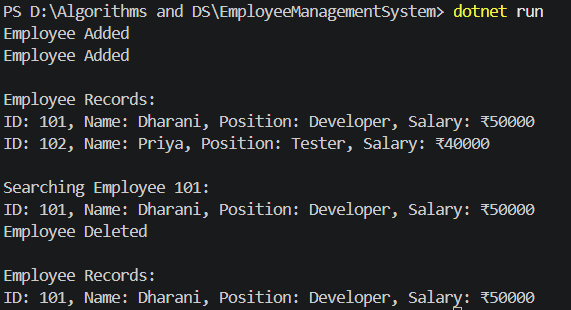 PS D:\Algorithms and DS\EmployeeManagementSystem> dotnet run
Employee Added
Employee Added
Employee Records:
ID: 101, Name: Dharani, Position: Developer, Salary: ₹50000
ID: 102, Name: Priya, Position: Tester, Salary: ₹40000
Searching Employee 101:
ID: 101, Name: Dharani, Position: Developer, Salary: ₹50000
Employee Deleted
Employee Records:
ID: 101, Name: Dharani, Position: Developer, Salary: ₹50000